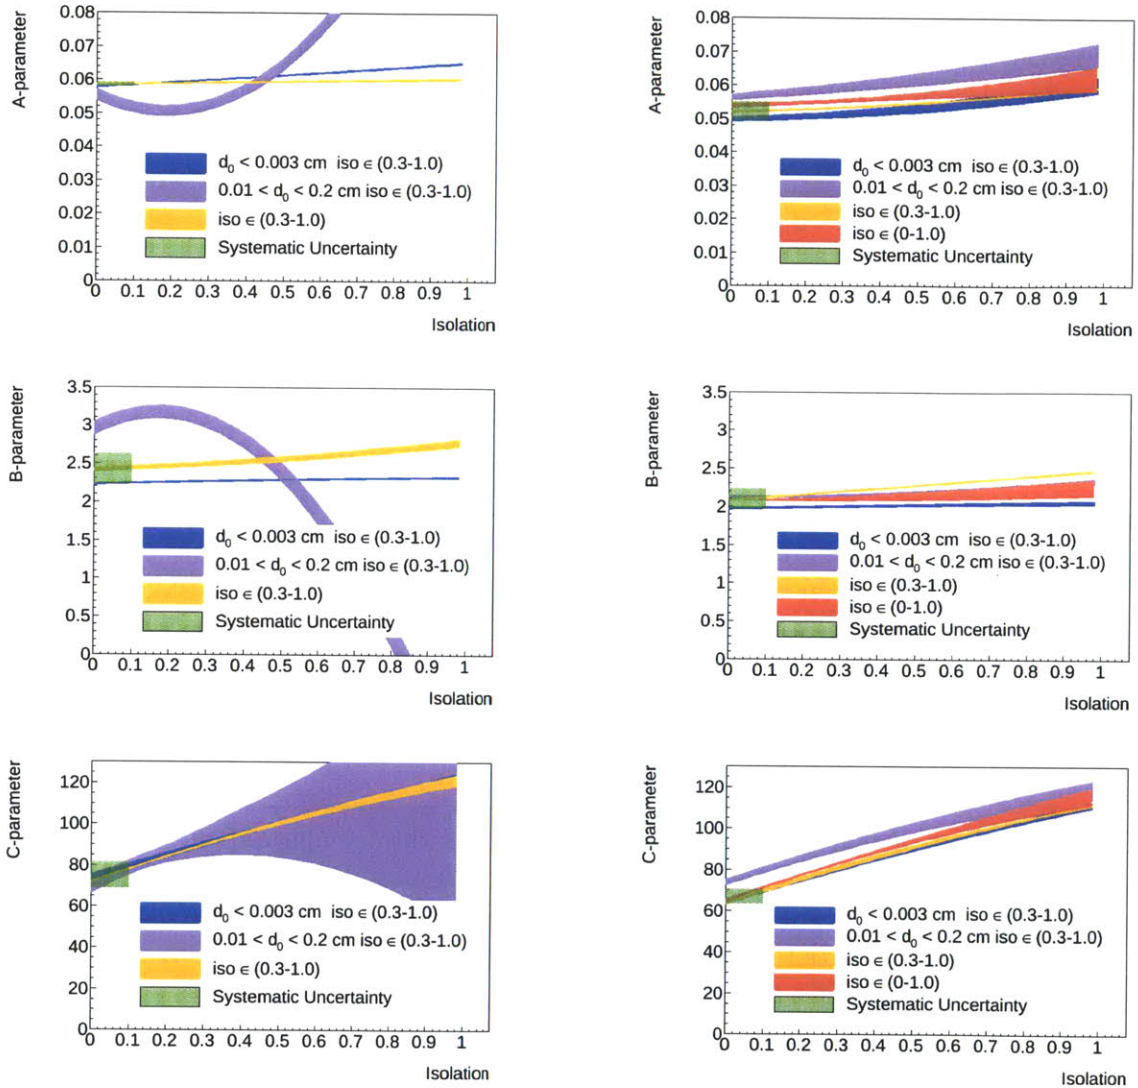 A-parameter
0.08
0.07
0.06
0.05
0.04
0.03
0.02
0.01
0
d0 < 0.003 cm iso ∈ (0.3-1.0)
0.01 < d0 < 0.2 cm iso ∈ (0.3-1.0)
iso ∈ (0.3-1.0)
Systematic Uncertainty
0 0.1 0.2 0.3 0.4 0.5 0.6 0.7 0.8 0.9 1
Isolation
A-parameter
0.08
0.07
0.06
0.05
0.04
0.03
0.02
0.01
0
d0 < 0.003 cm iso ∈ (0.3-1.0)
0.01 < d0 < 0.2 cm iso ∈ (0.3-1.0)
iso ∈ (0.3-1.0)
iso ∈ (0-1.0)
Systematic Uncertainty
0 0.1 0.2 0.3 0.4 0.5 0.6 0.7 0.8 0.9 1
Isolation
B-parameter
3.5
3
2.5
2
1.5
1
0.5
0
d0 < 0.003 cm iso ∈ (0.3-1.0)
0.01 < d0 < 0.2 cm iso ∈ (0.3-1.0)
iso ∈ (0.3-1.0)
Systematic Uncertainty
0 0.1 0.2 0.3 0.4 0.5 0.6 0.7 0.8 0.9 1
Isolation
B-parameter
3.5
3
2.5
2
1.5
1
0.5
0
d0 < 0.003 cm iso ∈ (0.3-1.0)
0.01 < d0 < 0.2 cm iso ∈ (0.3-1.0)
iso ∈ (0.3-1.0)
iso ∈ (0-1.0)
Systematic Uncertainty
0 0.1 0.2 0.3 0.4 0.5 0.6 0.7 0.8 0.9 1
Isolation
C-parameter
120
100
80
60
40
20
0
d0 < 0.003 cm iso ∈ (0.3-1.0)
0.01 < d0 < 0.2 cm iso ∈ (0.3-1.0)
iso ∈ (0.3-1.0)
Systematic Uncertainty
0 0.1 0.2 0.3 0.4 0.5 0.6 0.7 0.8 0.9 1
Isolation
C-parameter
120
100
80
60
40
20
0
d0 < 0.003 cm iso ∈ (0.3-1.0)
0.01 < d0 < 0.2 cm iso ∈ (0.3-1.0)
iso ∈ (0.3-1.0)
iso ∈ (0-1.0)
Systematic Uncertainty
0 0.1 0.2 0.3 0.4 0.5 0.6 0.7 0.8 0.9 1
Isolation